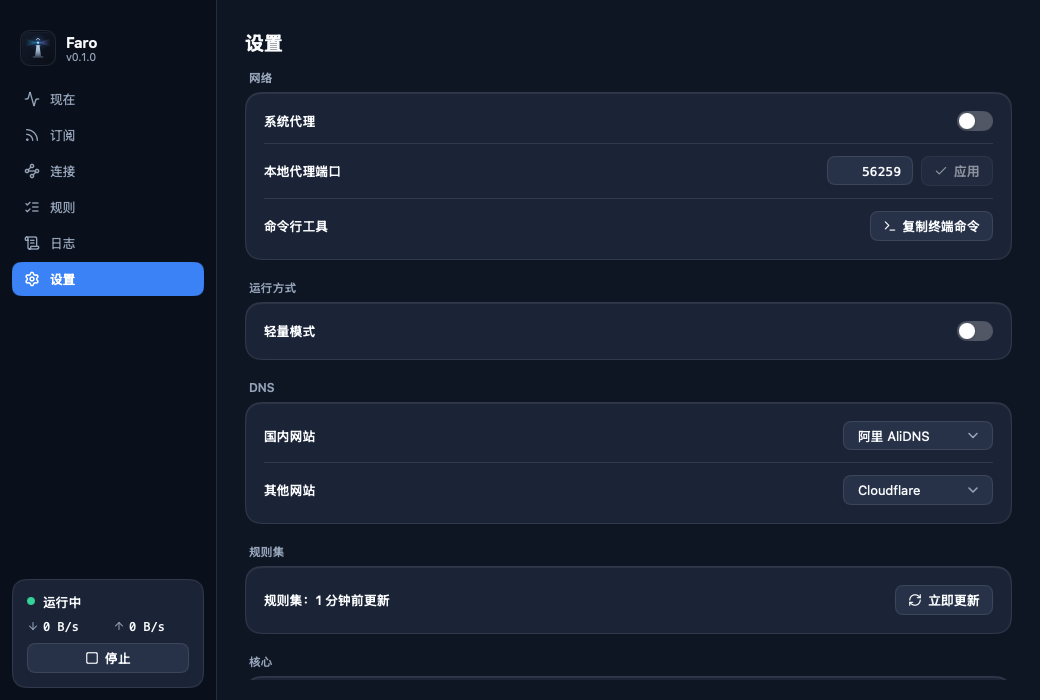 Faro
v0.1.0
现在
订阅
连接
规则
日志
设置
运行中
↓ 0 B/s ↑ 0 B/s
停止
设置
网络
系统代理
本地代理端口 56259 应用
命令行工具 复制终端命令
运行方式
轻量模式
DNS
国内网站 阿里 AliDNS
其他网站 Cloudflare
规则集
规则集：1 分钟前更新 立即更新
核心